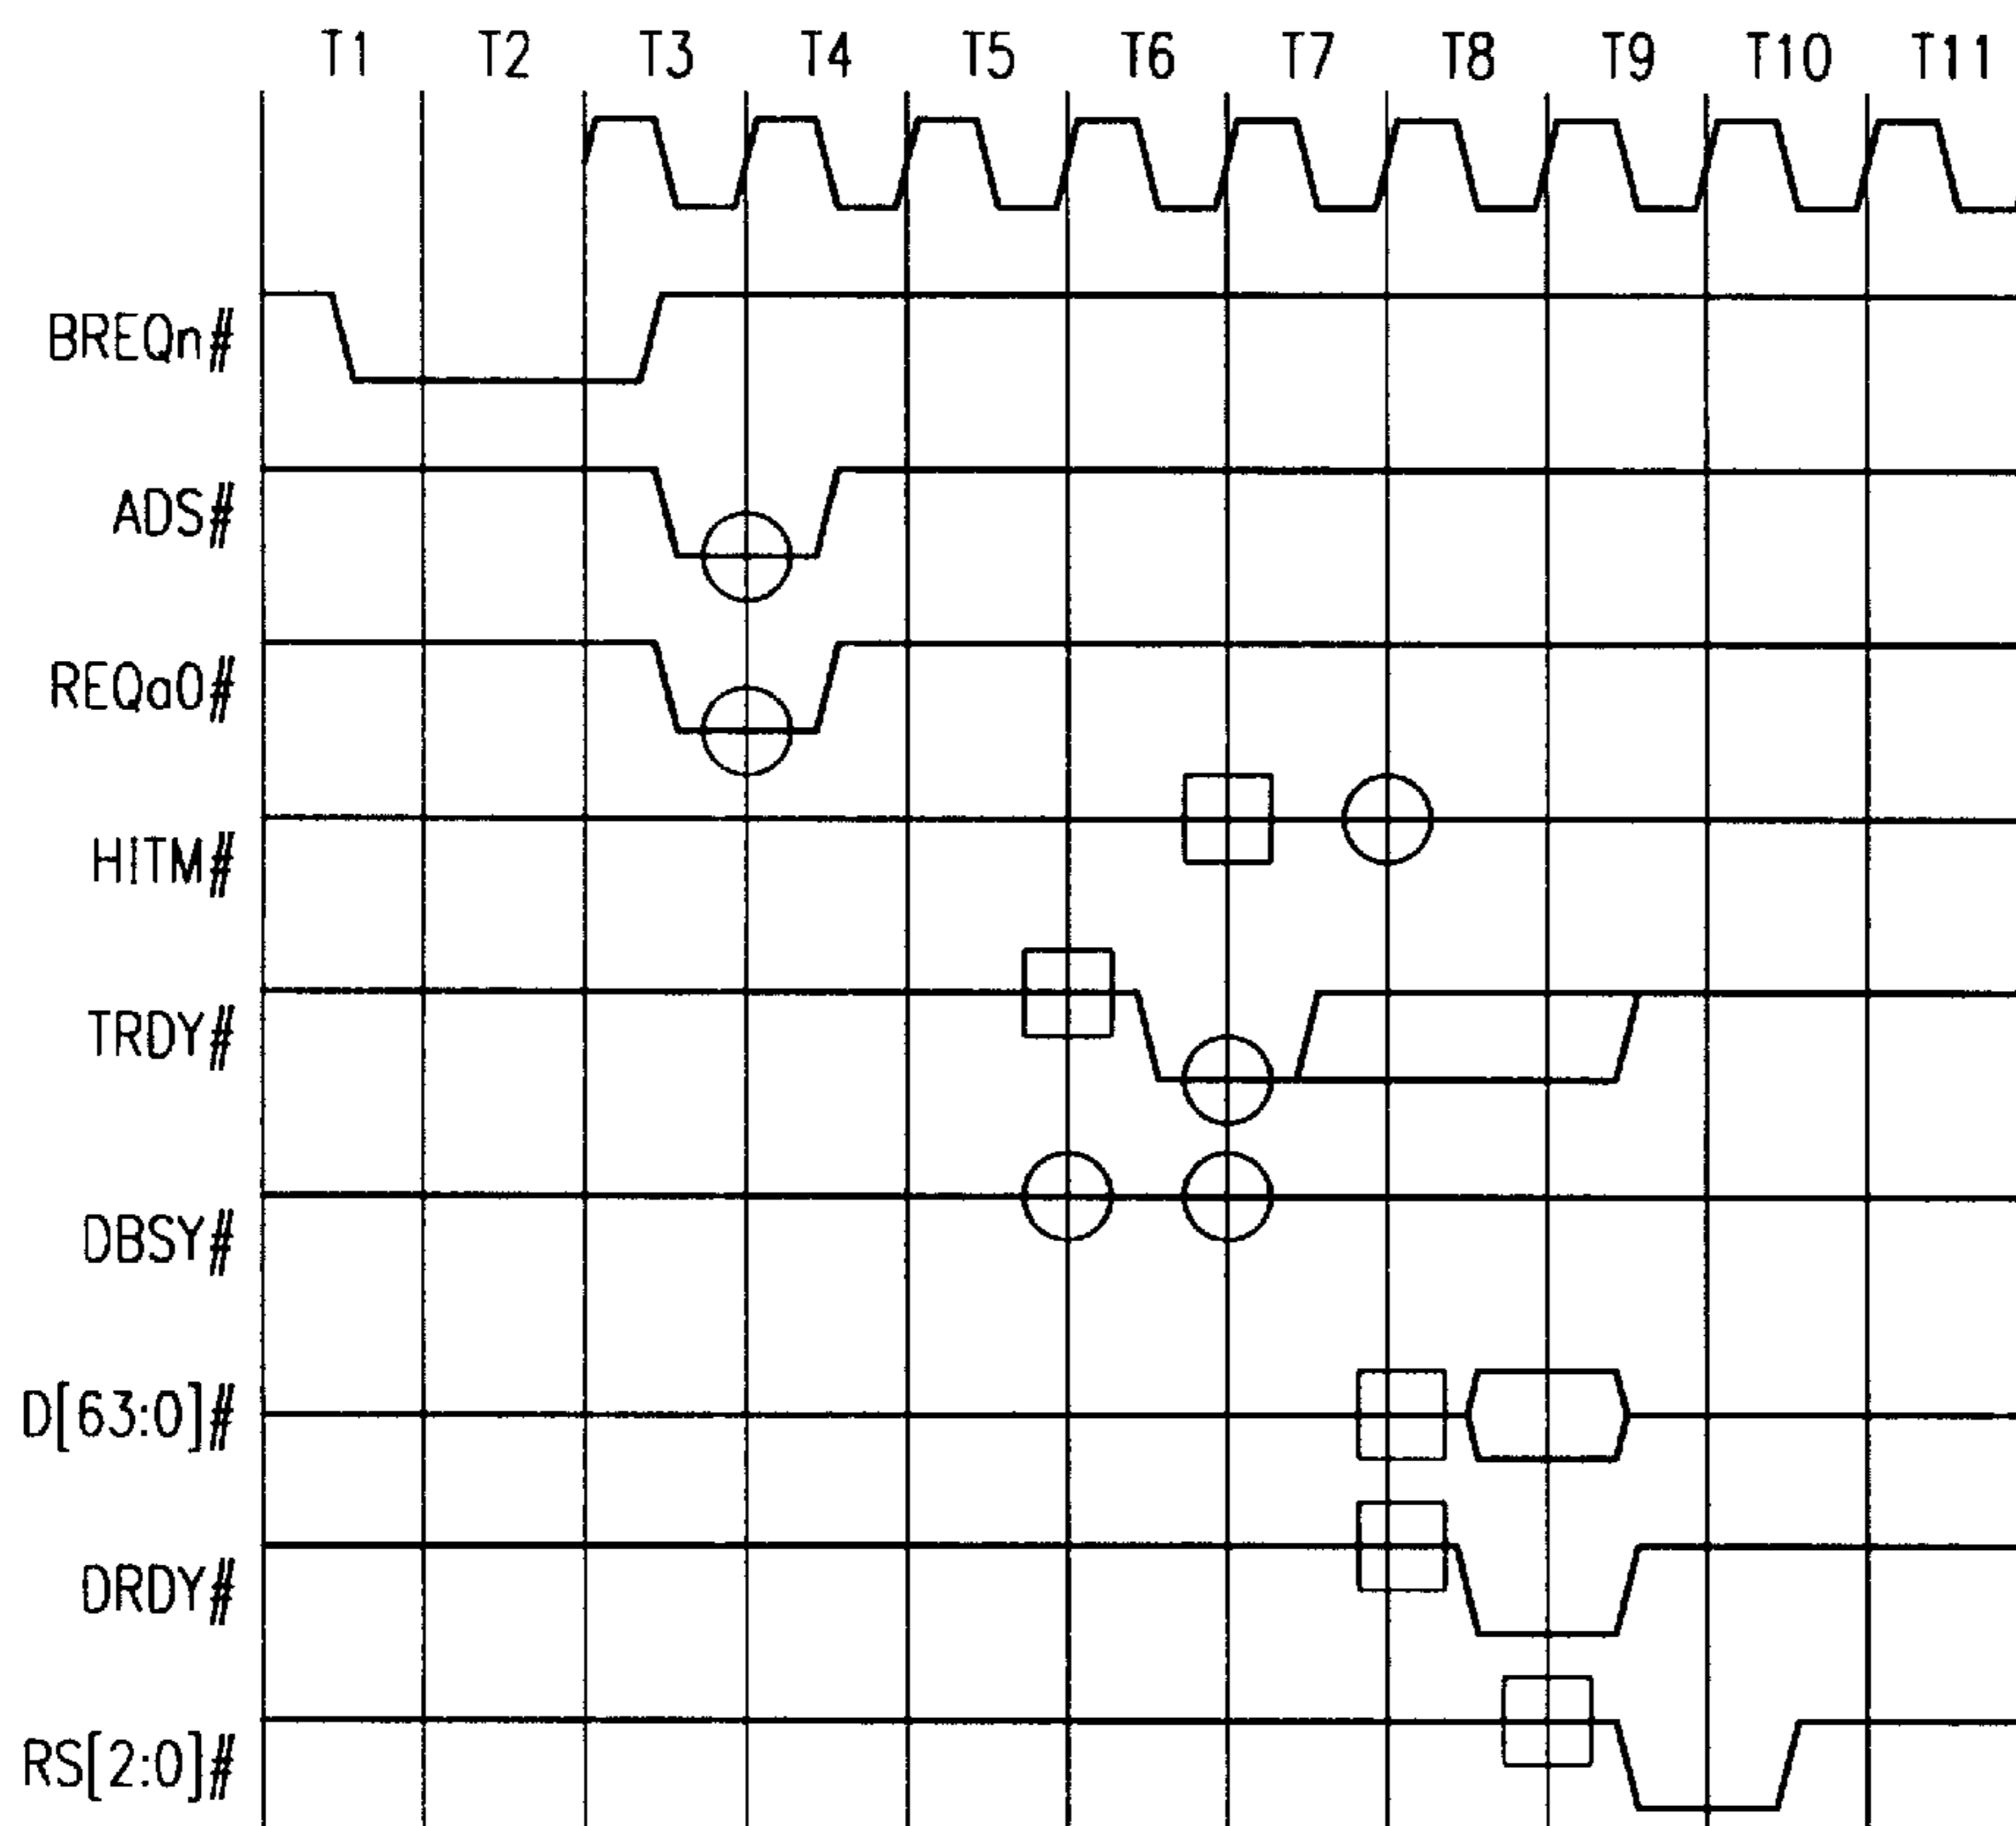 T1 T2 T3 T4 T5 T6 T7 T8 T9 T10 T11
BREQn#
ADS#
REQa0#
HITM#
TRDY#
DBSY#
D[63:0]#
DRDY#
RS[2:0]#